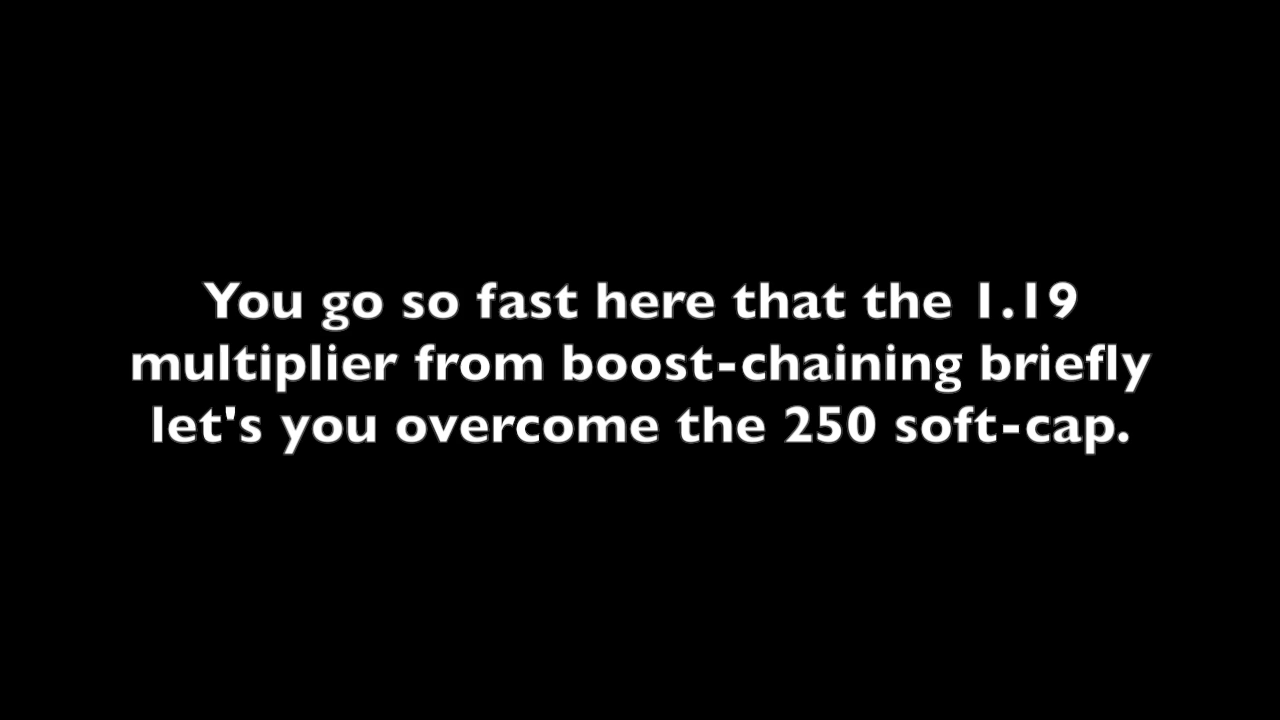 You go so fast here that the 1.19
multiplier from boost-chaining briefly
let's you overcome the 250 soft-cap.